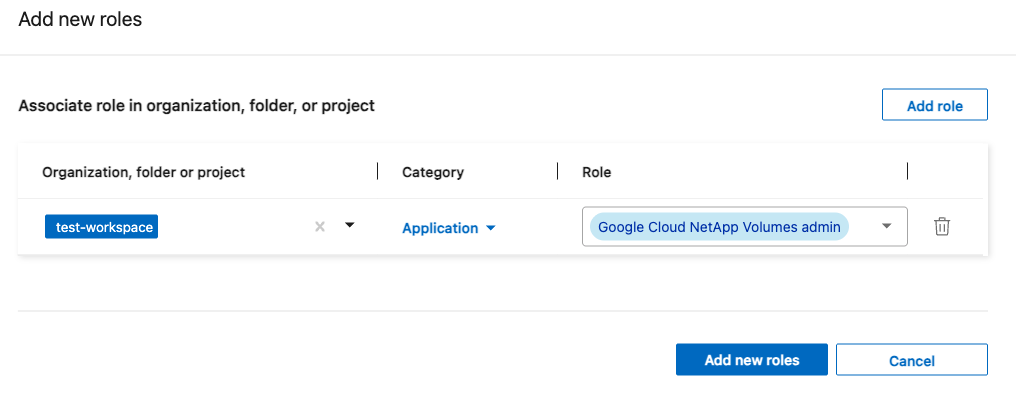 Add new roles
Associate role in organization, folder, or project
Add role
Organization, folder or project
Category
Role
test-workspace
Application
Google Cloud NetApp Volumes admin
Add new roles
Cancel